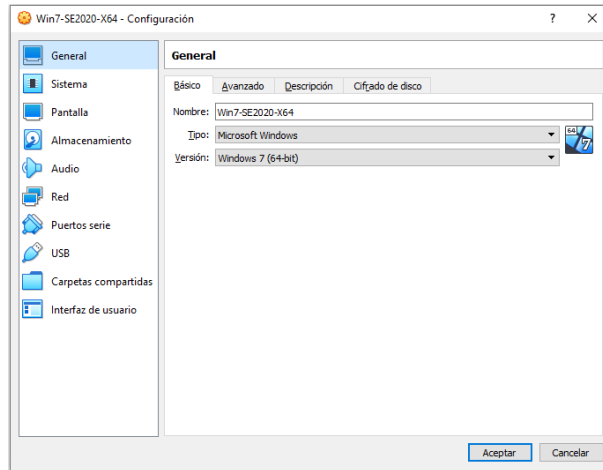 Win7-SE2020-X64 - Configuración
General
Sistema
Pantalla
Almacenamiento
Audio
Red
Puertos serie
USB
Carpetas compartidas
Interfaz de usuario
General
Básico Avanzado Descripción Cifrado de disco
Nombre: Win7-SE2020-X64
Tipo: Microsoft Windows
64
7
Versión: Windows 7 (64-bit)
Aceptar Cancelar